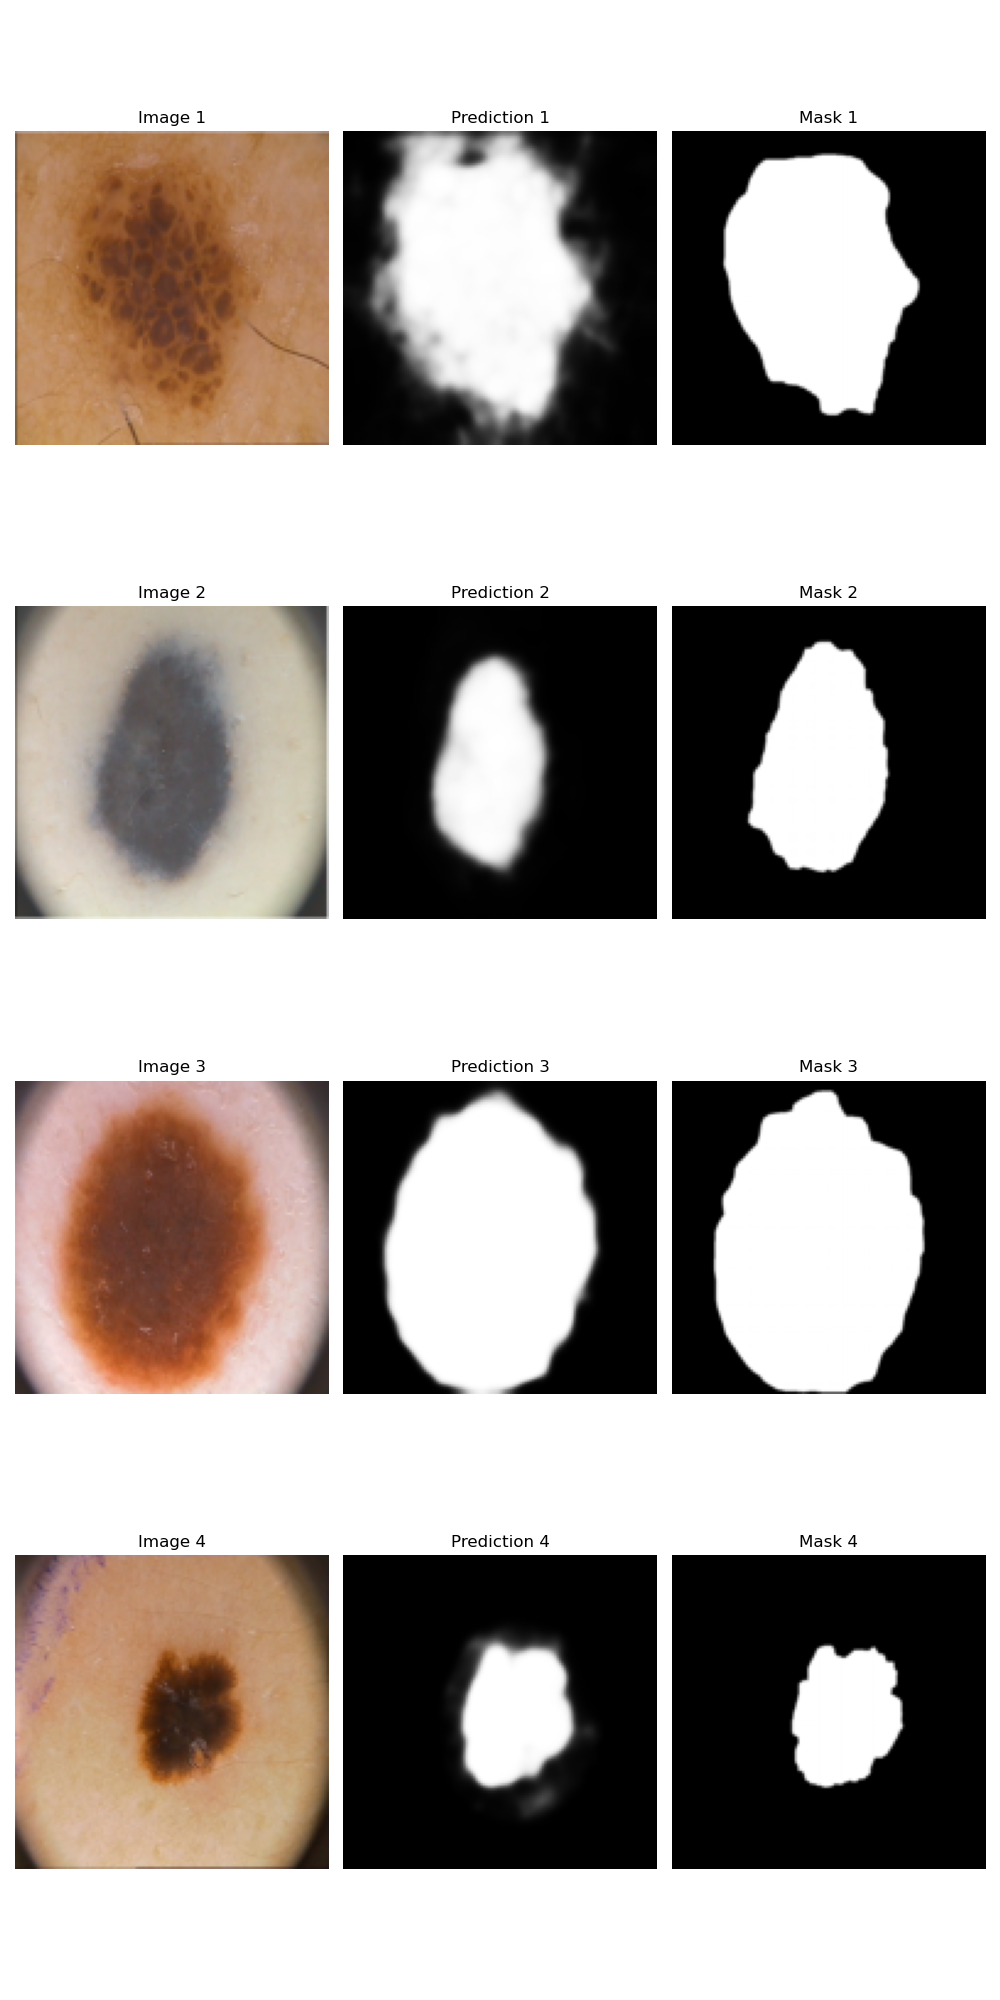 Image 1
Prediction 1
Mask 1
Image 2
Prediction 2
Mask 2
Image 3
Prediction 3
Mask 3
Image 4
Prediction 4
Mask 4